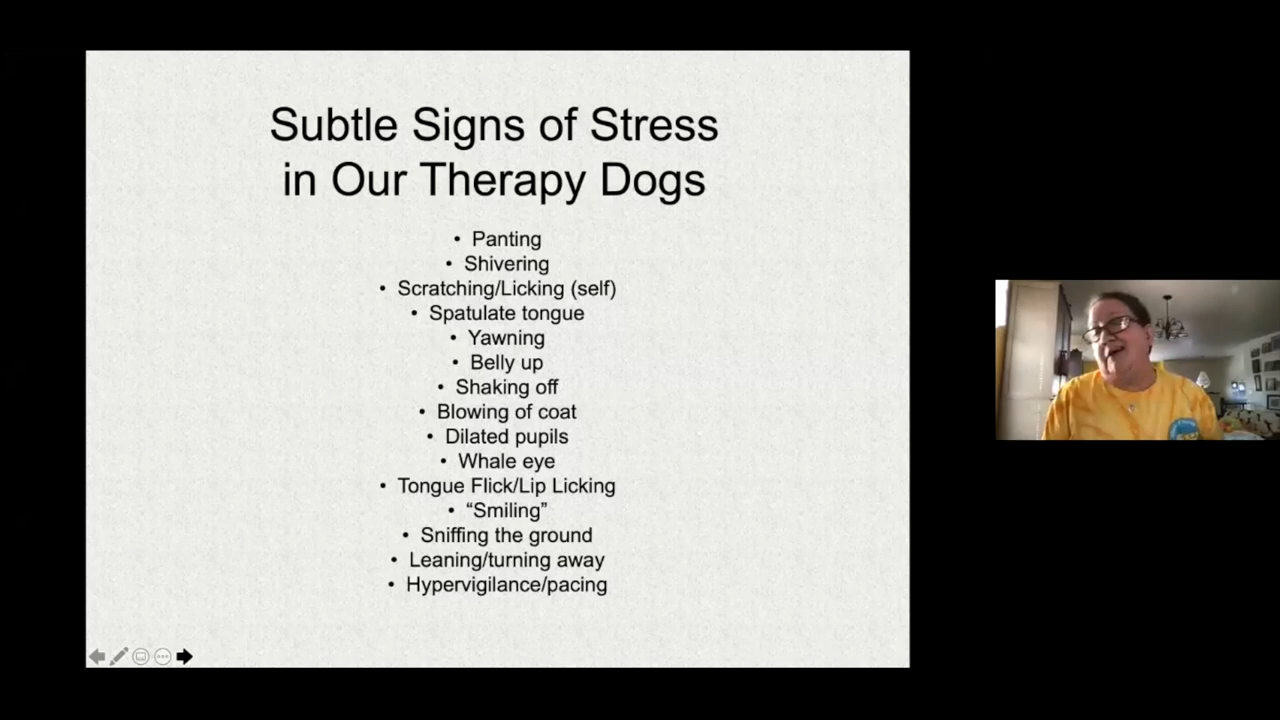 Subtle Signs of Stress
in Our Therapy Dogs
• Panting
• Shivering
• Scratching/Licking (self)
• Spatulate tongue
• Yawning
• Belly up
• Shaking off
• Blowing of coat
• Dilated pupils
• Whale eye
• Tongue Flick/Lip Licking
• “Smiling”
• Sniffing the ground
• Leaning/turning away
• Hypervigilance/pacing